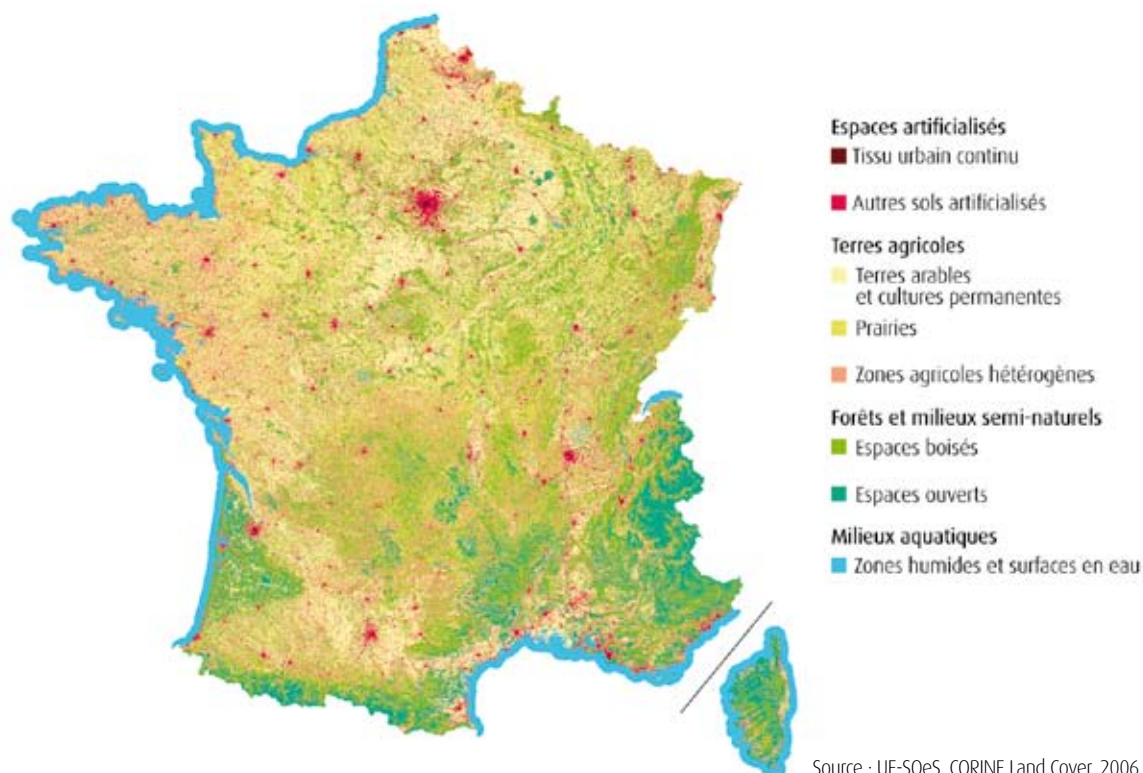 Espaces artificialisés
Tissu urbain continu
Autres sols artificialisés
Terres agricoles
Terres arables
et cultures permanentes
Prairies
Zones agricoles hétérogènes
Forêts et milieux semi-naturels
Espaces boisés
Espaces ouverts
Milieux aquatiques
Zones humides et surfaces en eau
Source : UE-SOeS, CORINE Land Cover, 2006